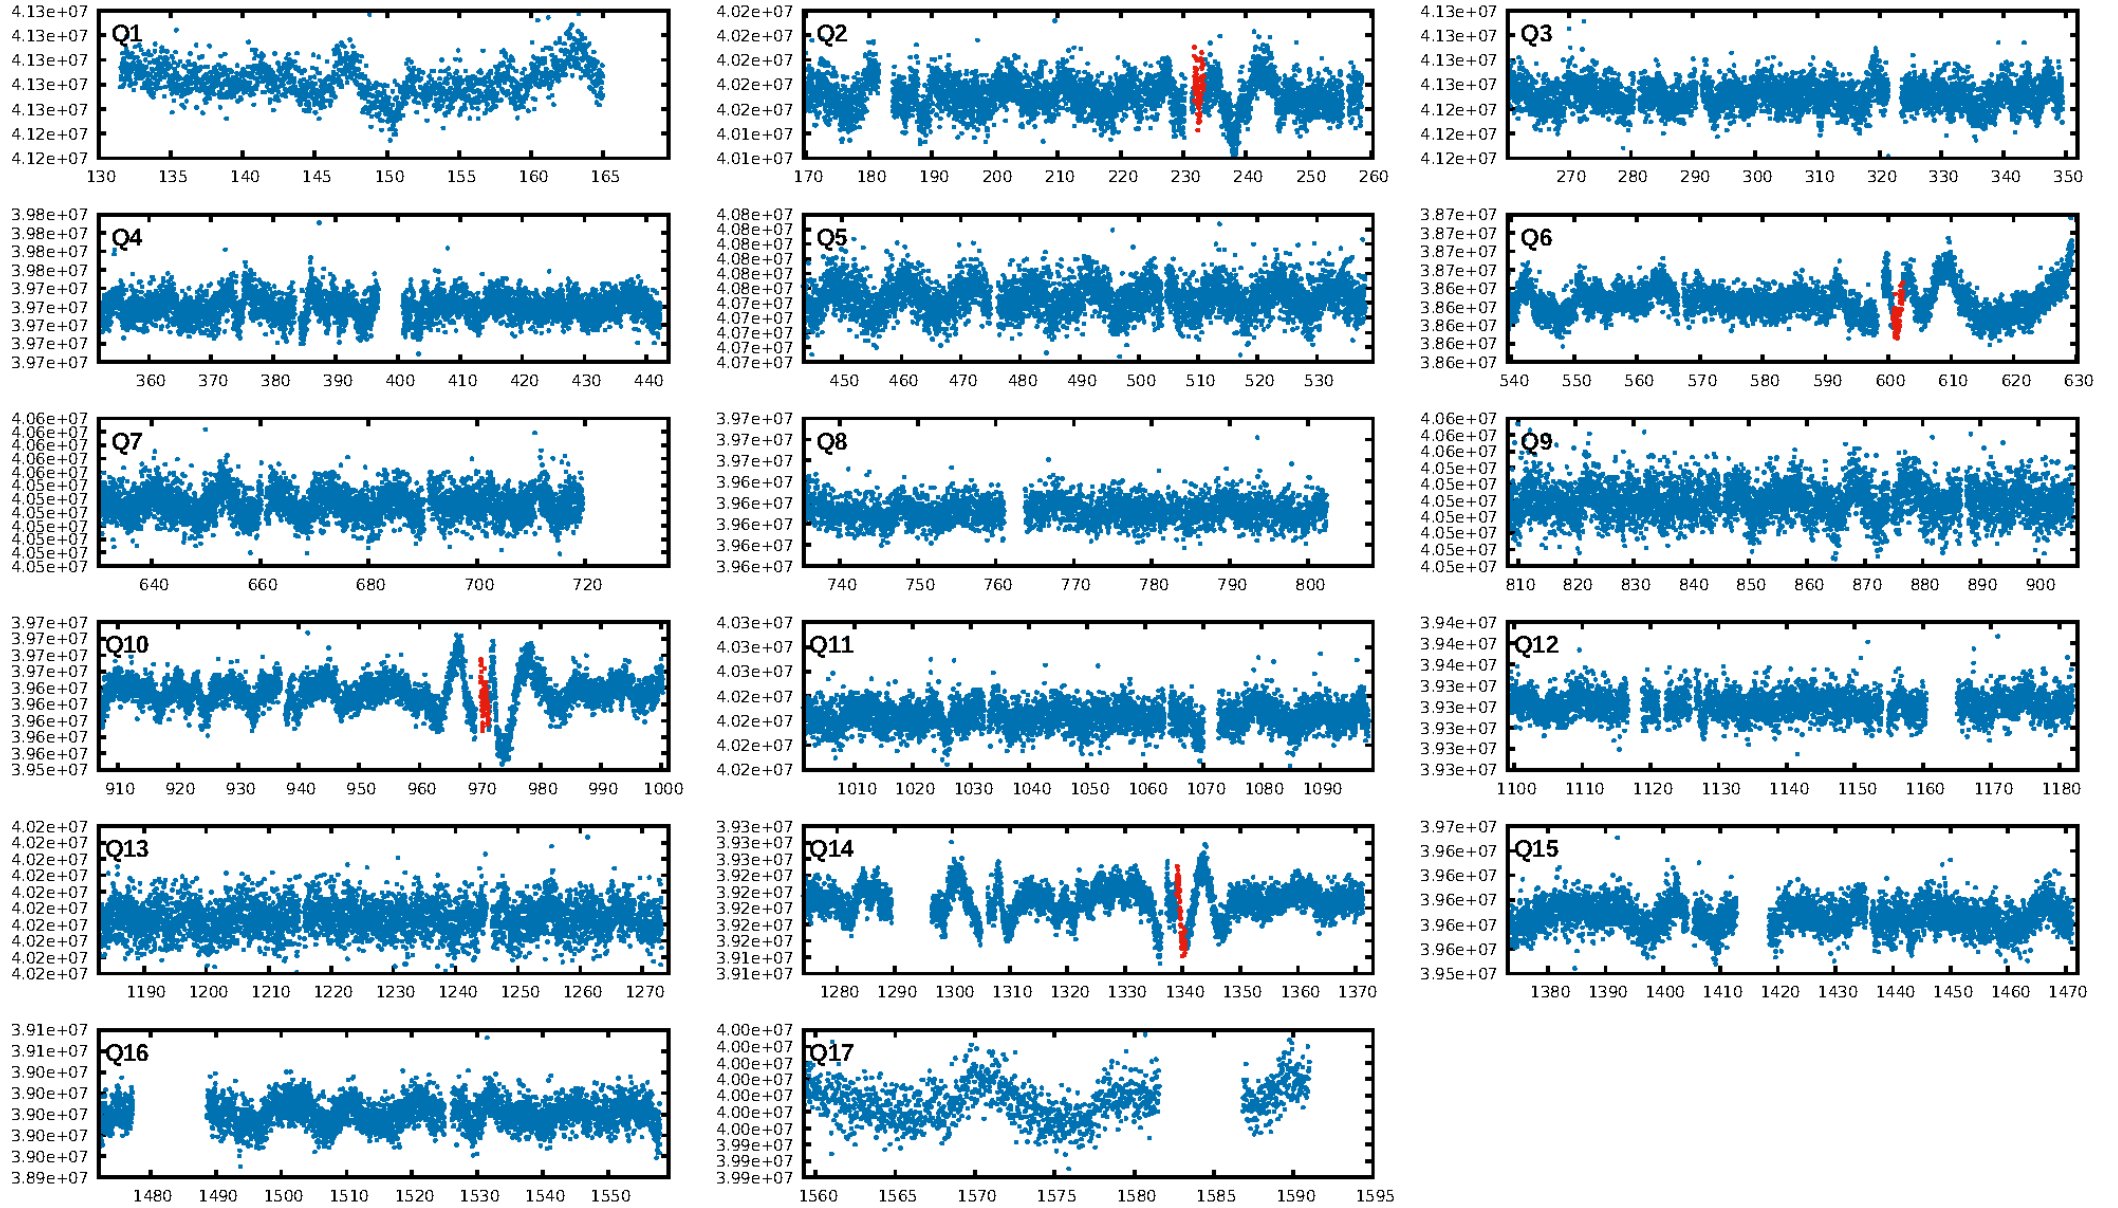 4.13e+07 4.13e+07 4.13e+07 4.13e+07 4.13e+07 4.12e+07 4.12e+07
Q1
130 135 140 145 150 155 160 165
4.02e+07 4.02e+07 4.02e+07 4.02e+07 4.02e+07 4.01e+07 4.01e+07
Q2
170 180 190 200 210 220 230 240 250 260
4.13e+07 4.13e+07 4.13e+07 4.13e+07 4.12e+07 4.12e+07 4.12e+07
Q3
270 280 290 300 310 320 330 340 350
3.98e+07 3.98e+07 3.98e+07 3.98e+07 3.97e+07 3.97e+07 3.97e+07 3.97e+07 3.97e+07
Q4
360 370 380 390 400 410 420 430 440
4.08e+07 4.08e+07 4.08e+07 4.08e+07 4.08e+07 4.08e+07 4.07e+07 4.07e+07 4.07e+07 4.07e+07 4.07e+07
Q5
450 460 470 480 490 500 510 520 530
3.87e+07 3.87e+07 3.87e+07 3.87e+07 3.86e+07 3.86e+07 3.86e+07 3.86e+07 3.86e+07
Q6
540 550 560 570 580 590 600 610 620 630
4.06e+07 4.06e+07 4.06e+07 4.06e+07 4.06e+07 4.05e+07 4.05e+07 4.05e+07 4.05e+07 4.05e+07 4.05e+07 4.05e+07
Q7
640 660 680 700 720
3.97e+07 3.97e+07 3.97e+07 3.96e+07 3.96e+07 3.96e+07 3.96e+07 3.96e+07
Q8
740 750 760 770 780 790 800
4.06e+07 4.06e+07 4.06e+07 4.05e+07 4.05e+07 4.05e+07 4.05e+07 4.05e+07 4.05e+07 4.05e+07
Q9
810 820 830 840 850 860 870 880 890 900
3.97e+07 3.97e+07 3.97e+07 3.97e+07 3.96e+07 3.96e+07 3.96e+07 3.96e+07 3.96e+07 3.95e+07
Q10
910 920 930 940 950 960 970 980 990 1000
4.03e+07 4.03e+07 4.03e+07 4.02e+07 4.02e+07 4.02e+07 4.02e+07
Q11
1010 1020 1030 1040 1050 1060 1070 1080 1090
3.94e+07 3.94e+07 3.94e+07 3.93e+07 3.93e+07 3.93e+07 3.93e+07 3.93e+07
Q12
1100 1110 1120 1130 1140 1150 1160 1170 1180
4.02e+07 4.02e+07 4.02e+07 4.02e+07 4.02e+07 4.02e+07 4.02e+07 4.02e+07 4.02e+07 4.02e+07
Q13
1190 1200 1210 1220 1230 1240 1250 1260 1270
3.93e+07 3.93e+07 3.93e+07 3.92e+07 3.92e+07 3.92e+07 3.92e+07 3.92e+07 3.91e+07 3.91e+07
Q14
1280 1290 1300 1310 1320 1330 1340 1350 1360 1370
3.97e+07 3.96e+07 3.96e+07 3.96e+07 3.96e+07 3.96e+07 3.95e+07
Q15
1380 1390 1400 1410 1420 1430 1440 1450 1460 1470
3.91e+07 3.91e+07 3.90e+07 3.90e+07 3.90e+07 3.90e+07 3.90e+07 3.89e+07
Q16
1480 1490 1500 1510 1520 1530 1540 1550
4.00e+07 4.00e+07 4.00e+07 4.00e+07 4.00e+07 4.00e+07 4.00e+07 3.99e+07 3.99e+07 3.99e+07
Q17
1560 1565 1570 1575 1580 1585 1590 1595